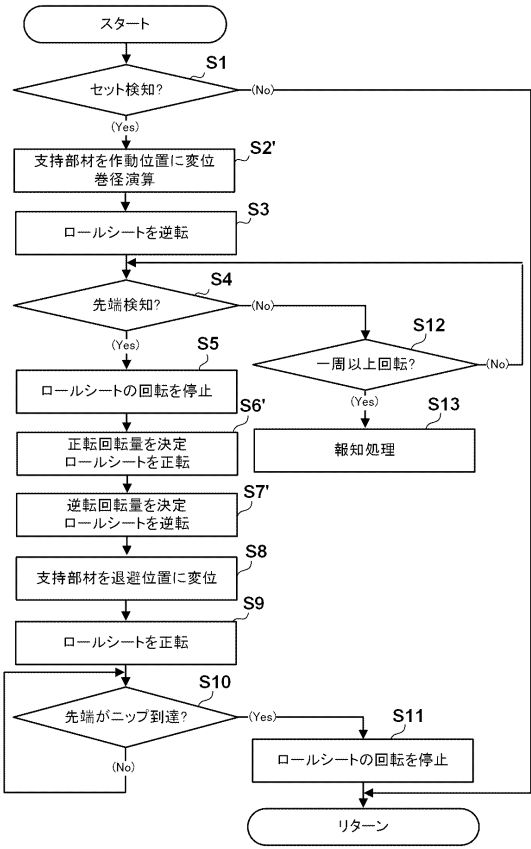 スタート
S1
セット検知?
(No)
(Yes)
S2'
支持部材を作動位置に変位
巻径演算
S3
ロールシートを逆転
S4
先端検知?
(No)
(Yes)
S12
一周以上回転?
(No)
(Yes)
S5
ロールシートの回転を停止
S13
報知処理
S6'
正転回転量を決定
ロールシートを正転
S7'
逆転回転量を決定
ロールシートを逆転
S8
支持部材を退避位置に変位
S9
ロールシートを正転
S10
先端がニップ到達?
(Yes)
(No)
S11
ロールシートの回転を停止
リターン